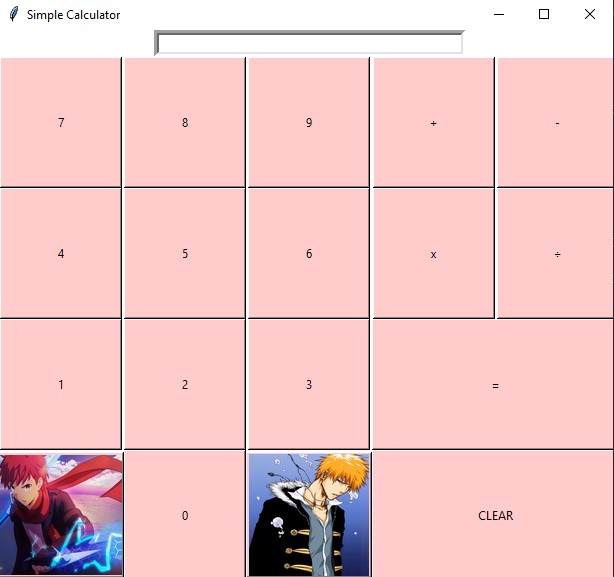 Simple Calculator
7 8 9 + -
4 5 6 x ÷
1 2 3 =
0 CLEAR